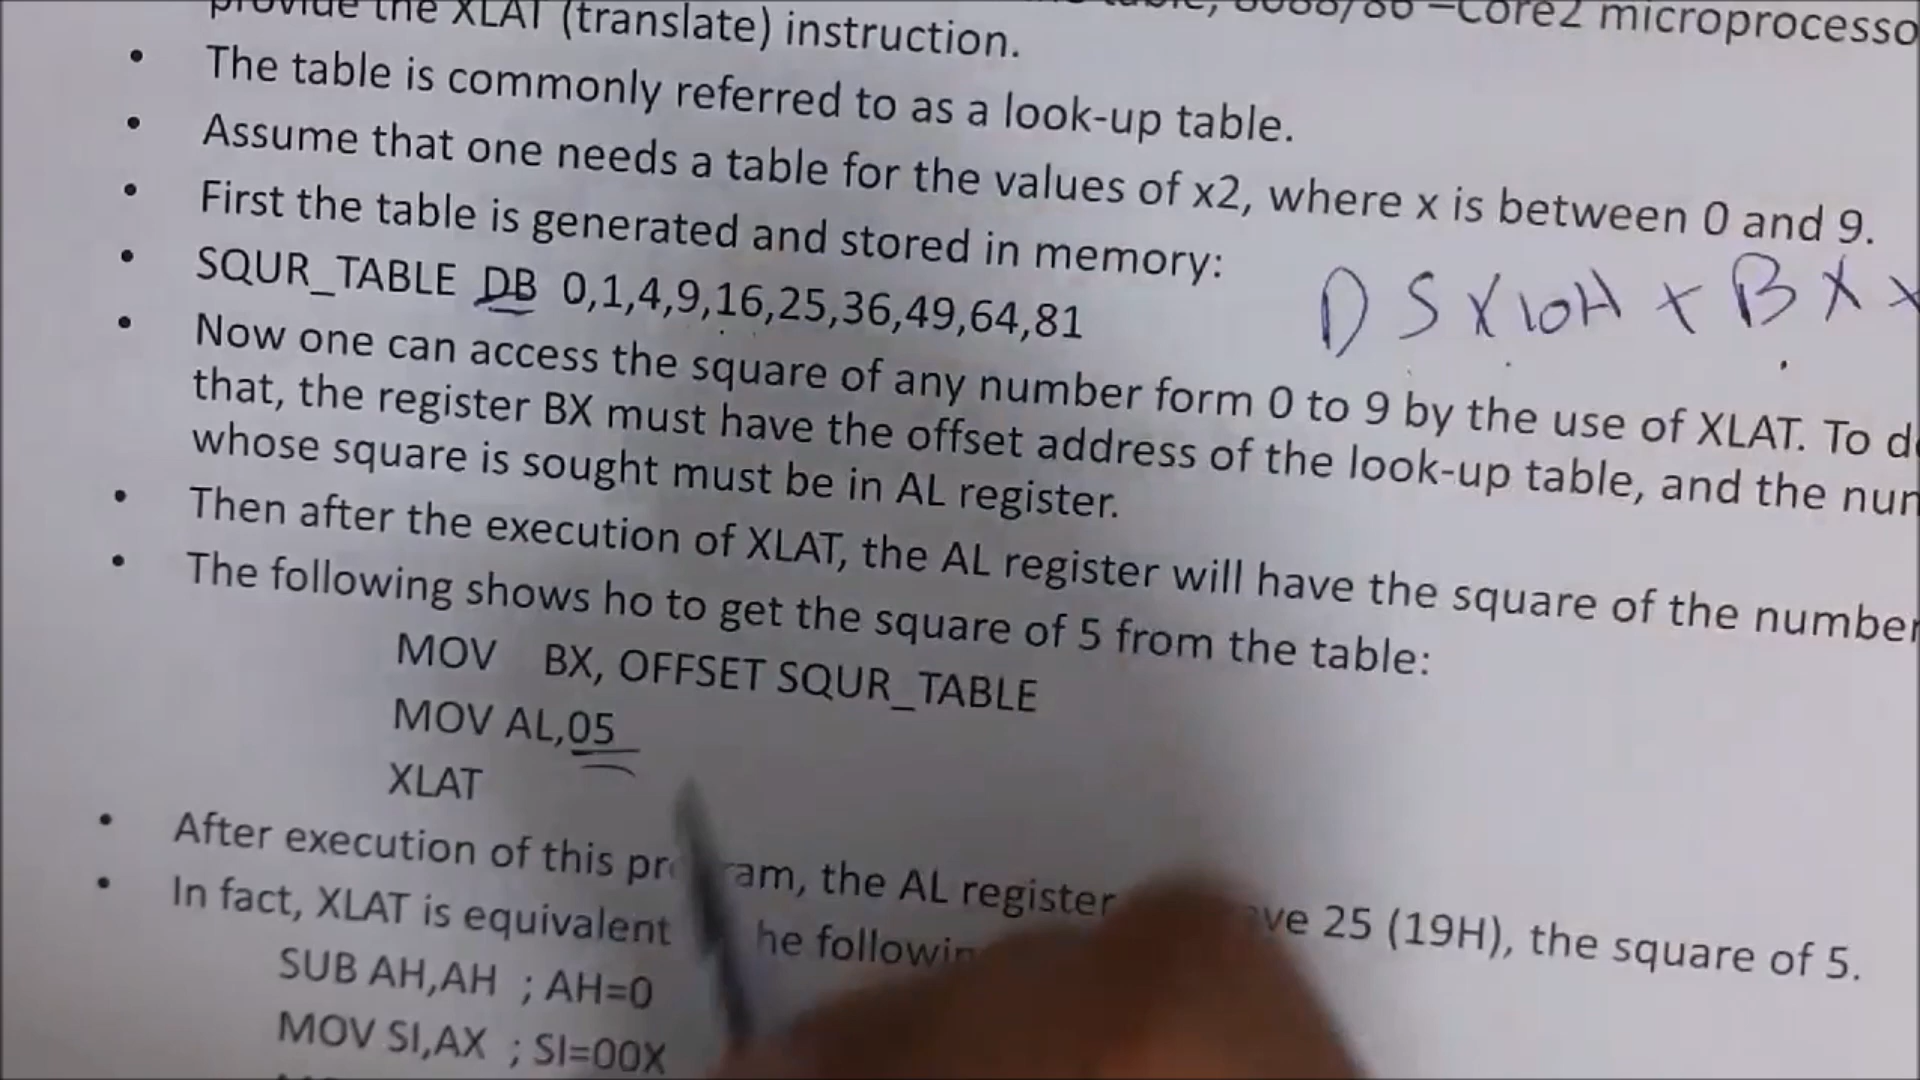 provide the XLAT (translate) instruction. 8088/86 –Core2 microprocesso
• The table is commonly referred to as a look-up table.
• Assume that one needs a table for the values of x2, where x is between 0 and 9.
• First the table is generated and stored in memory:
• SQUR_TABLE DB 0,1,4,9,16,25,36,49,64,81
DS X 10H + BX +
• Now one can access the square of any number form 0 to 9 by the use of XLAT. To d
that, the register BX must have the offset address of the look-up table, and the nu
whose square is sought must be in AL register.
• Then after the execution of XLAT, the AL register will have the square of the number
• The following shows ho to get the square of 5 from the table:
MOV BX, OFFSET SQUR_TABLE
MOV AL,05
XLAT
• After execution of this pr am, the AL register ve 25 (19H), the square of 5.
• In fact, XLAT is equivalent he followin
SUB AH,AH ; AH=0
MOV SI,AX ; SI=00X